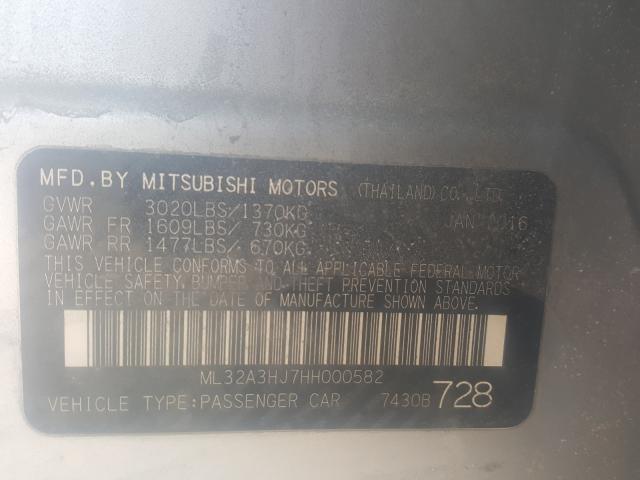 MFD.BY MITSUBISHI MOTORS (THAILAND)CO.,LTD.
GVWR 3020LBS/1370KG
JAN 2016
GAWR FR 1609LBS/ 730KG
GAWR RR 1477LBS/ 670KG
THIS VEHICLE CONFORMS TO ALL APPLICABLE FEDERAL MOTOR
VEHICLE SAFETY, BUMPER AND THEFT PREVENTION STANDARDS
IN EFFECT ON THE DATE OF MANUFACTURE SHOWN ABOVE.
ML32A3HJ7HH000582
VEHICLE TYPE:PASSENGER CAR 7430B 728